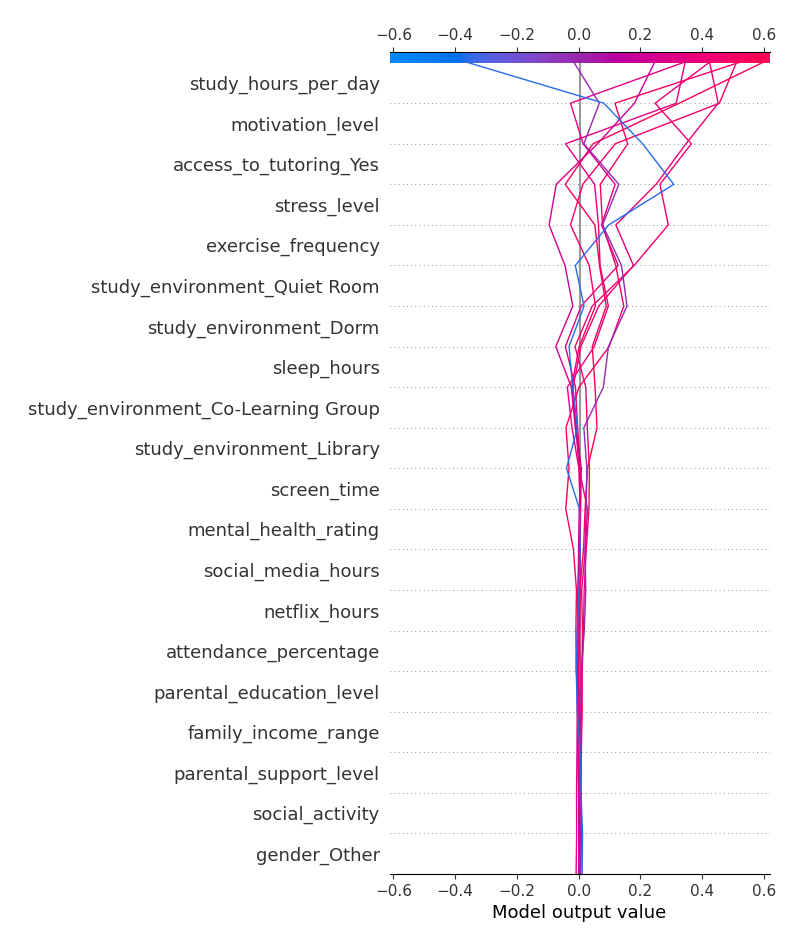 −0.6 −0.4 −0.2 0.0 0.2 0.4 0.6
study_hours_per_day
motivation_level
access_to_tutoring_Yes
stress_level
exercise_frequency
study_environment_Quiet Room
study_environment_Dorm
sleep_hours
study_environment_Co-Learning Group
study_environment_Library
screen_time
mental_health_rating
social_media_hours
netflix_hours
attendance_percentage
parental_education_level
family_income_range
parental_support_level
social_activity
gender_Other
−0.6 −0.4 −0.2 0.0 0.2 0.4 0.6
Model output value